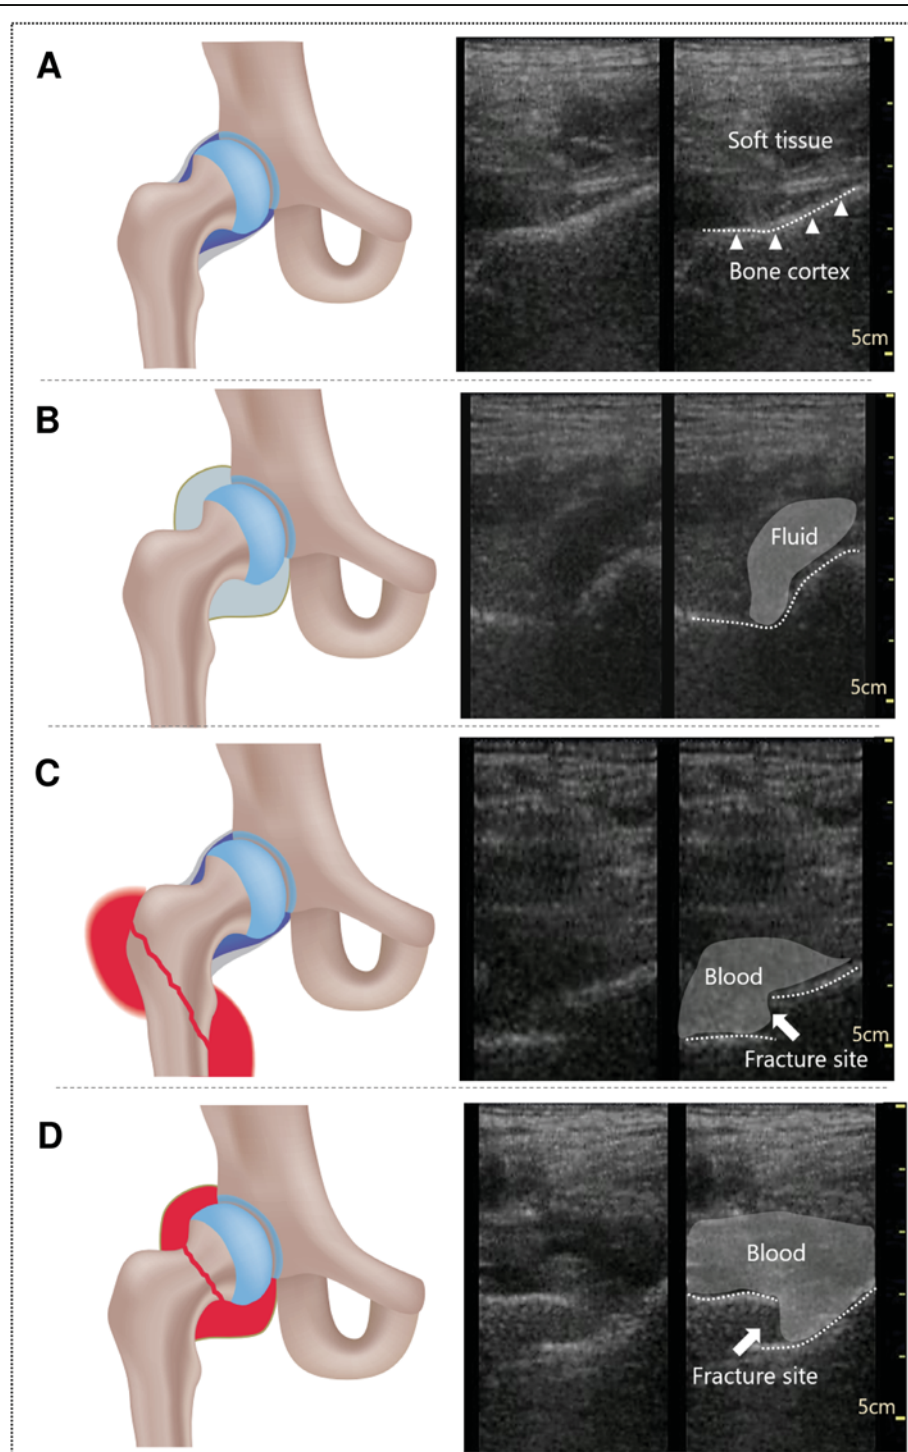 A
Soft tissue
Bone cortex
5cm
B
Fluid
5cm
C
Blood
5cm
Fracture site
D
Blood
Fracture site
5cm